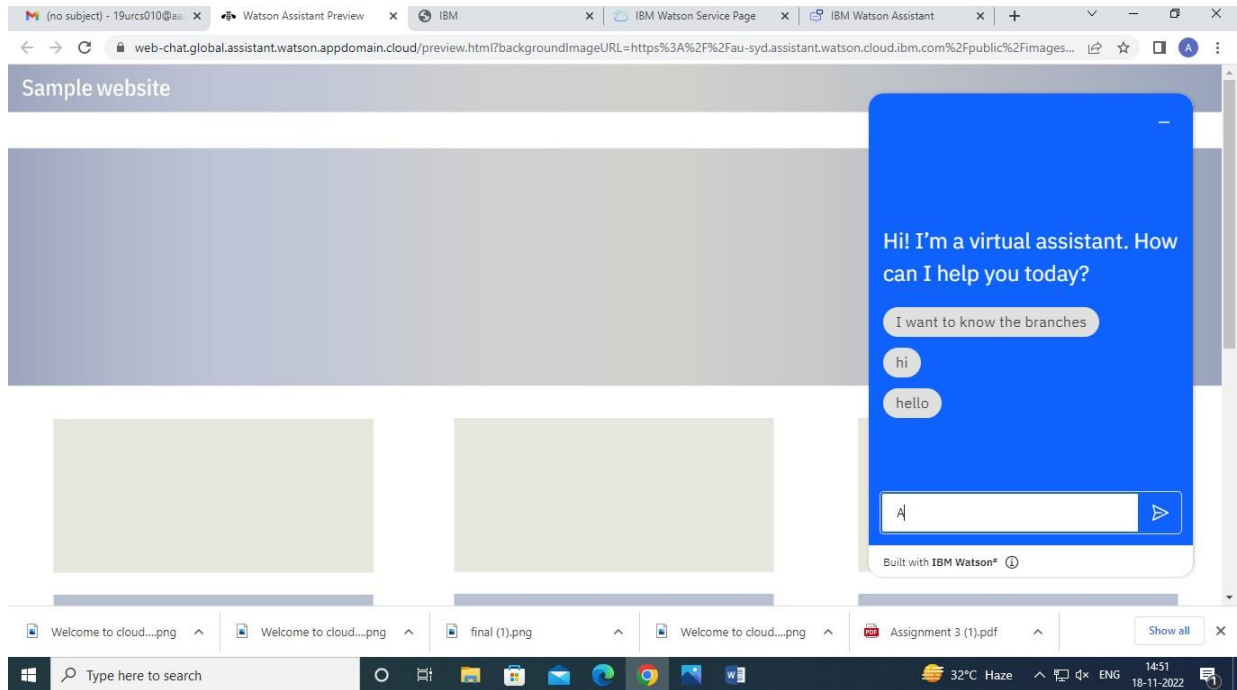 (no subject) - 19urcs010@aa
Watson Assistant Preview
IBM
IBM Watson Service Page
IBM Watson Assistant
web-chat.global.assistant.watson.appdomain.cloud/preview.html?backgroundImageURL=https%3A%2F%2Fau-syd.assistant.watson.cloud.ibm.com%2Fpublic%2Fimages...
A
Sample website
Hi! I'm a virtual assistant. How
can I help you today?
I want to know the branches
hi
hello
A
Built with IBM Watson®
Welcome to cloud....png
Welcome to cloud....png
final (1).png
Welcome to cloud....png
PDF
Assignment 3 (1).pdf
Show all
Type here to search
32°C Haze
ENG
14:51
18-11-2022
1